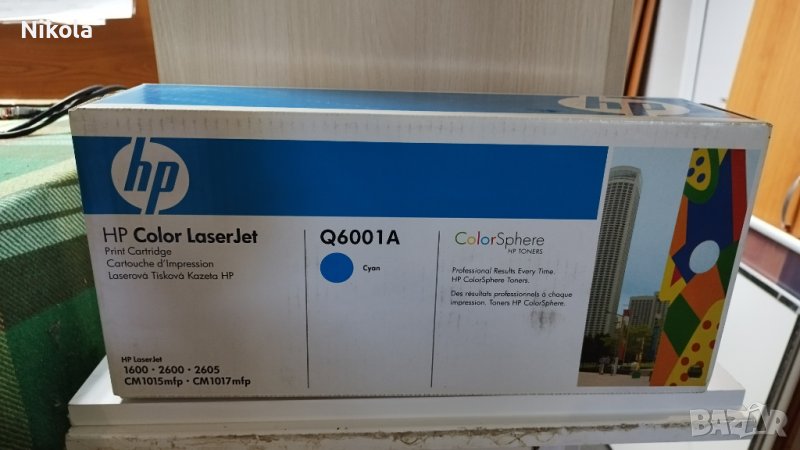 Nikola
hp
hp
HP Color LaserJet
Print Cartridge
Cartouche d'Impression
Laserová Tisková Kazeta HP
HP LaserJet
1600 · 2600 · 2605
CM1015mfp · CM1017mfp
Q6001A
Cyan
ColorSphere
HP TONERS
Professional Results Every Time.
HP ColorSphere Toners.
Des résultats professionnels à chaque
impression. Toners HP ColorSphere.
BAZAR